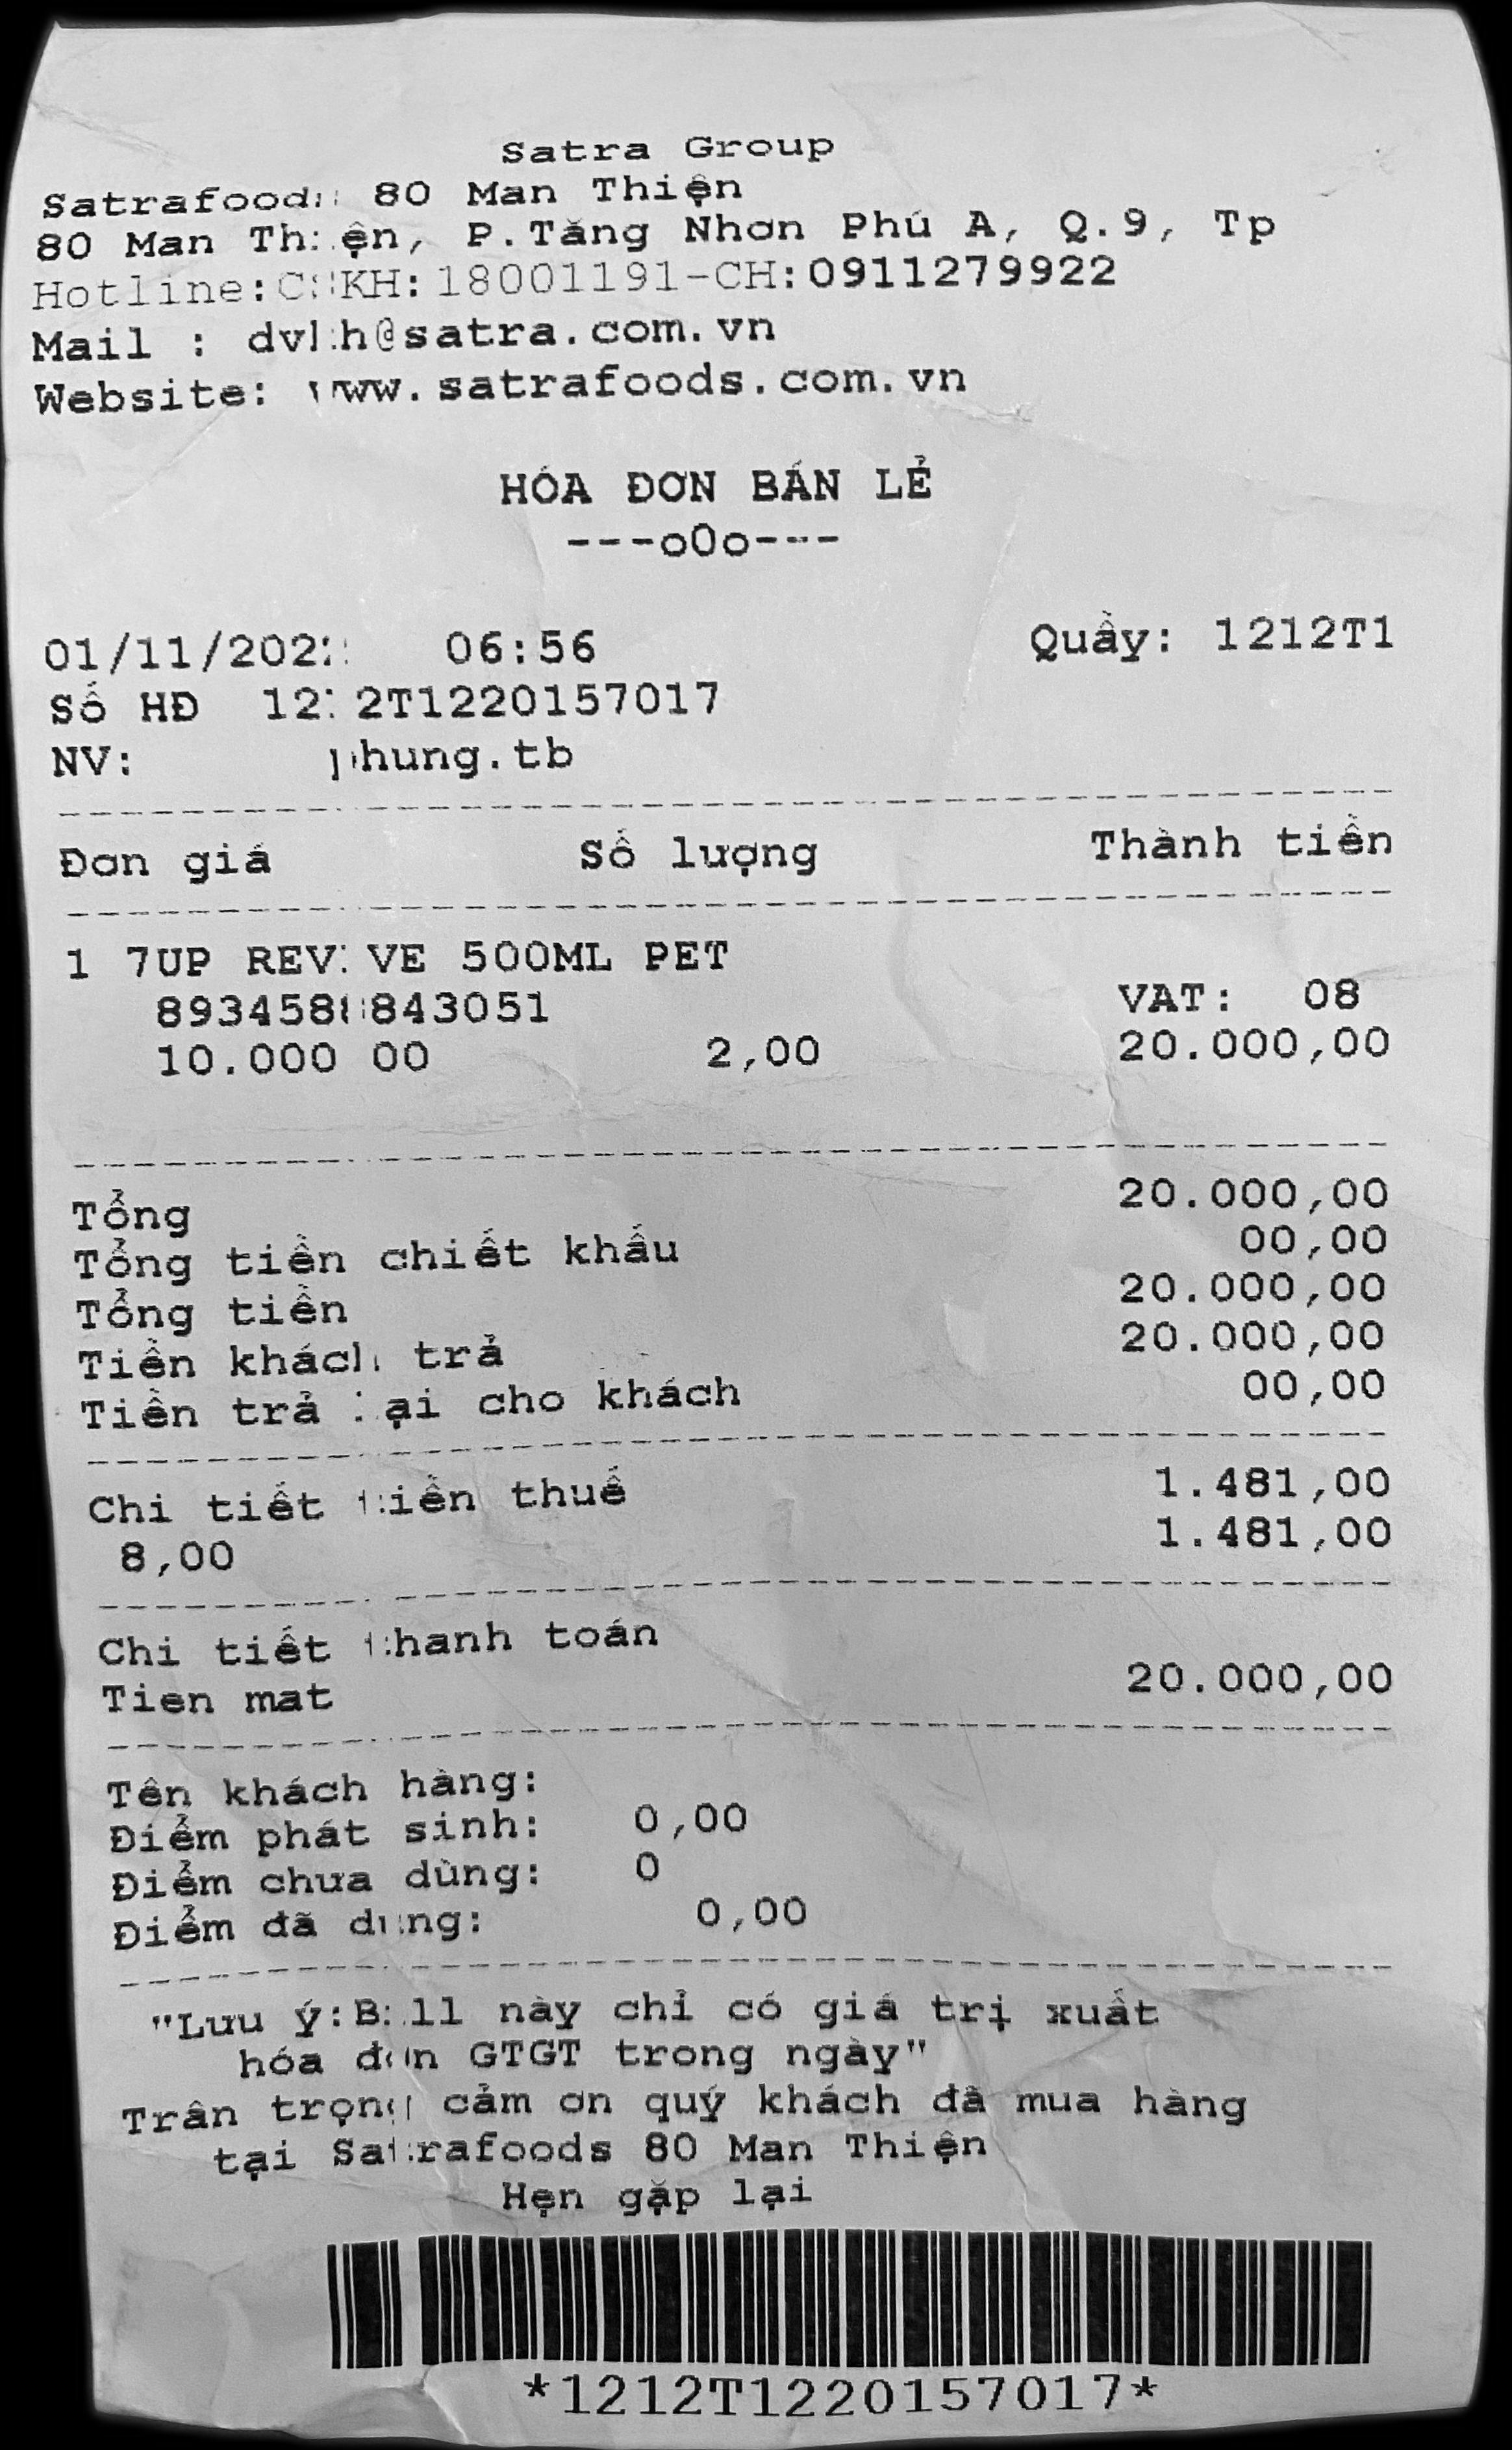 Satra Group
Satrafoods 80 Man Thiện
80 Man Thiện, P.Tăng Nhơn Phú A, Q.9, Tp
Hotline:CSKH:18001191-CH:0911279922
Mail : dvkh@satra.com.vn
Website: www.satrafoods.com.vn
HÓA ĐƠN BÁN LẺ
---oOo---
06:56 Quầy: 1212T1
Số HĐ 1212T1220157017
NV: phung.tb
Đơn giá Số lượng Thành tiền
1 7UP REVIVE 500ML PET
8934588843051 VAT: 08
10.000 00 2,00 20.000,00
Tổng 20.000,00
Tổng tiền chiết khấu 00,00
Tổng tiền 20.000,00
Tiền khách trả 20.000,00
Tiền trả lại cho khách 00,00
Chi tiết tiền thuế 1.481,00
8,00 1.481,00
Chi tiết thanh toán
Tien mat 20.000,00
Tên khách hàng:
Điểm phát sinh: 0,00
Điểm chưa dùng: 0
Điểm đã dùng: 0,00
"Lưu ý:Bill này chỉ có giá trị xuất
hóa đơn GTGT trong ngày"
Trân trọng cảm ơn quý khách đã mua hàng
tại Satrafoods 80 Man Thiện
Hẹn gặp lại
*1212T1220157017*